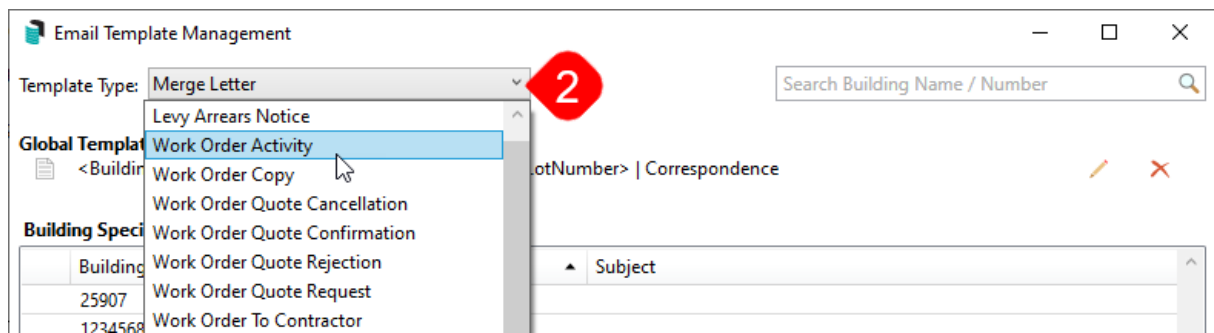 Email Template Management
Template Type: Merge Letter
2
Search Building Name / Number
Levy Arrears Notice
Global Templat
Work Order Activity
<Buildin
LotNumber> | Correspondence
Work Order Copy
Work Order Quote Cancellation
Building Speci
Work Order Quote Confirmation
Building
Work Order Quote Rejection
Subject
25907
Work Order Quote Request
1234568
Work Order To Contractor